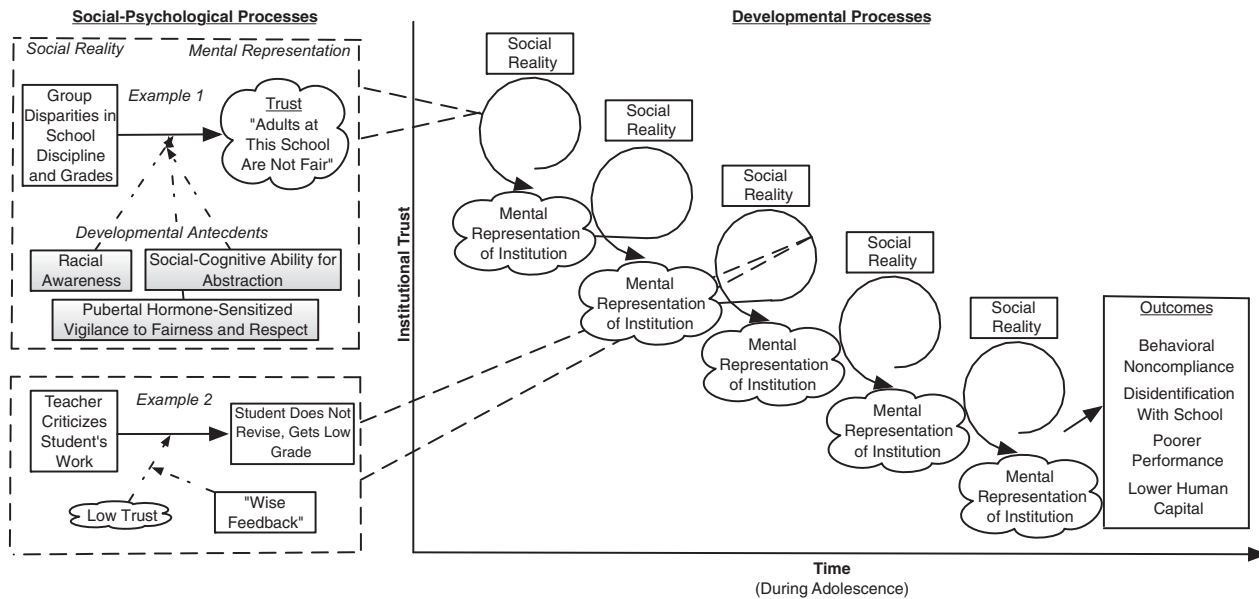 Social-Psychological Processes
Social Reality
Mental Representation
Group
Disparities in
School
Discipline
and Grades
Example 1
Trust
"Adults at
This School
Are Not Fair"
Developmental Antecdents
Racial
Awareness
Social-Cognitive Ability for
Abstraction
Pubertal Hormone-Sensitized
Vigilance to Fairness and Respect
Teacher
Criticizes
Student's
Work
Example 2
Student Does Not
Revise, Gets Low
Grade
Low Trust
"Wise
Feedback"
Developmental Processes
Institutional Trust
Social
Reality
Mental
Representation
of Institution
Social
Reality
Mental
Representation
of Institution
Social
Reality
Mental
Representation
of Institution
Social
Reality
Mental
Representation
of Institution
Social
Reality
Mental
Representation
of Institution
Outcomes
Behavioral
Noncompliance
Disidentification
With School
Poorer
Performance
Lower Human
Capital
Time
(During Adolescence)